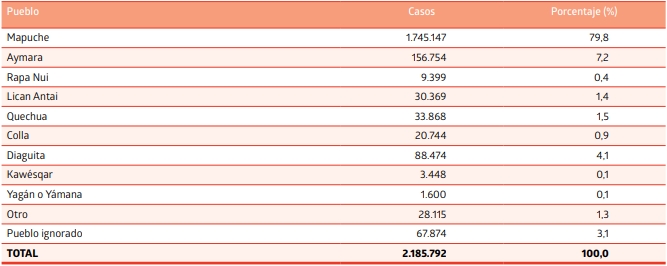 Pueblo Casos Porcentaje (%)
Mapuche 1.745.147 79,8
Aymara 156.754 7,2
Rapa Nui 9.399 0,4
Lican Antai 30.369 1,4
Quechua 33.868 1,5
Colla 20.744 0,9
Diaguita 88.474 4,1
Kawésqar 3.448 0,1
Yagán o Yámana 1.600 0,1
Otro 28.115 1,3
Pueblo ignorado 67.874 3,1
TOTAL 2.185.792 100,0